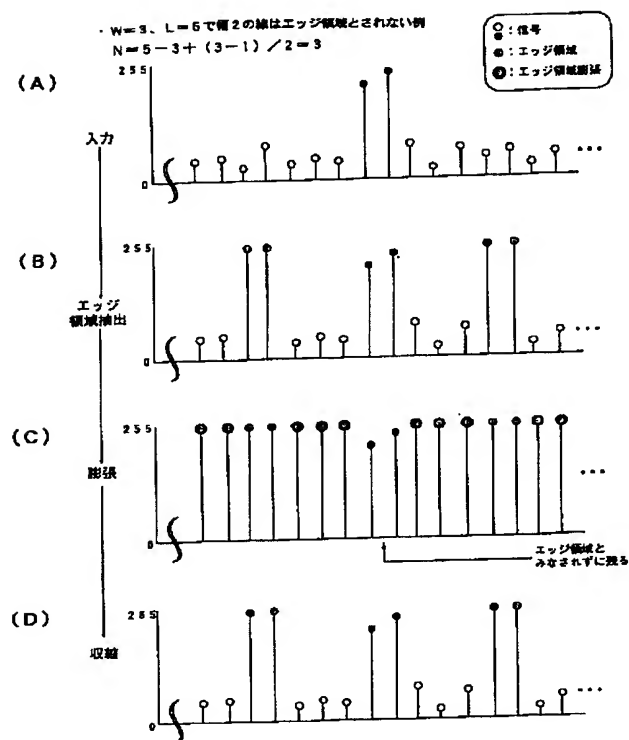 ・W=3、L=5で幅2の線はエッジ領域とされない例
N=5-3+(3-1)/2=3
:信号
:エッジ領域
:エッジ領域膨張
(A)
255
0
入力
・・・
(B)
255
0
エッジ
領域抽出
・・・
(C)
255
0
膨張
・・・
エッジ領域と
みなされずに残る
(D)
255
0
収縮
・・・